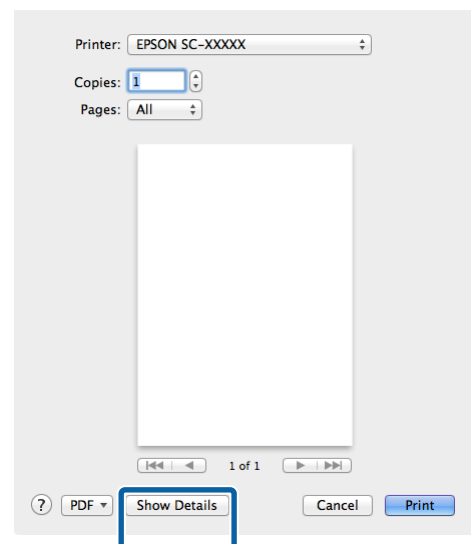 Printer: EPSON SC-XXXXX
Copies: 1
Pages: All
1 of 1
? PDF Show Details Cancel Print